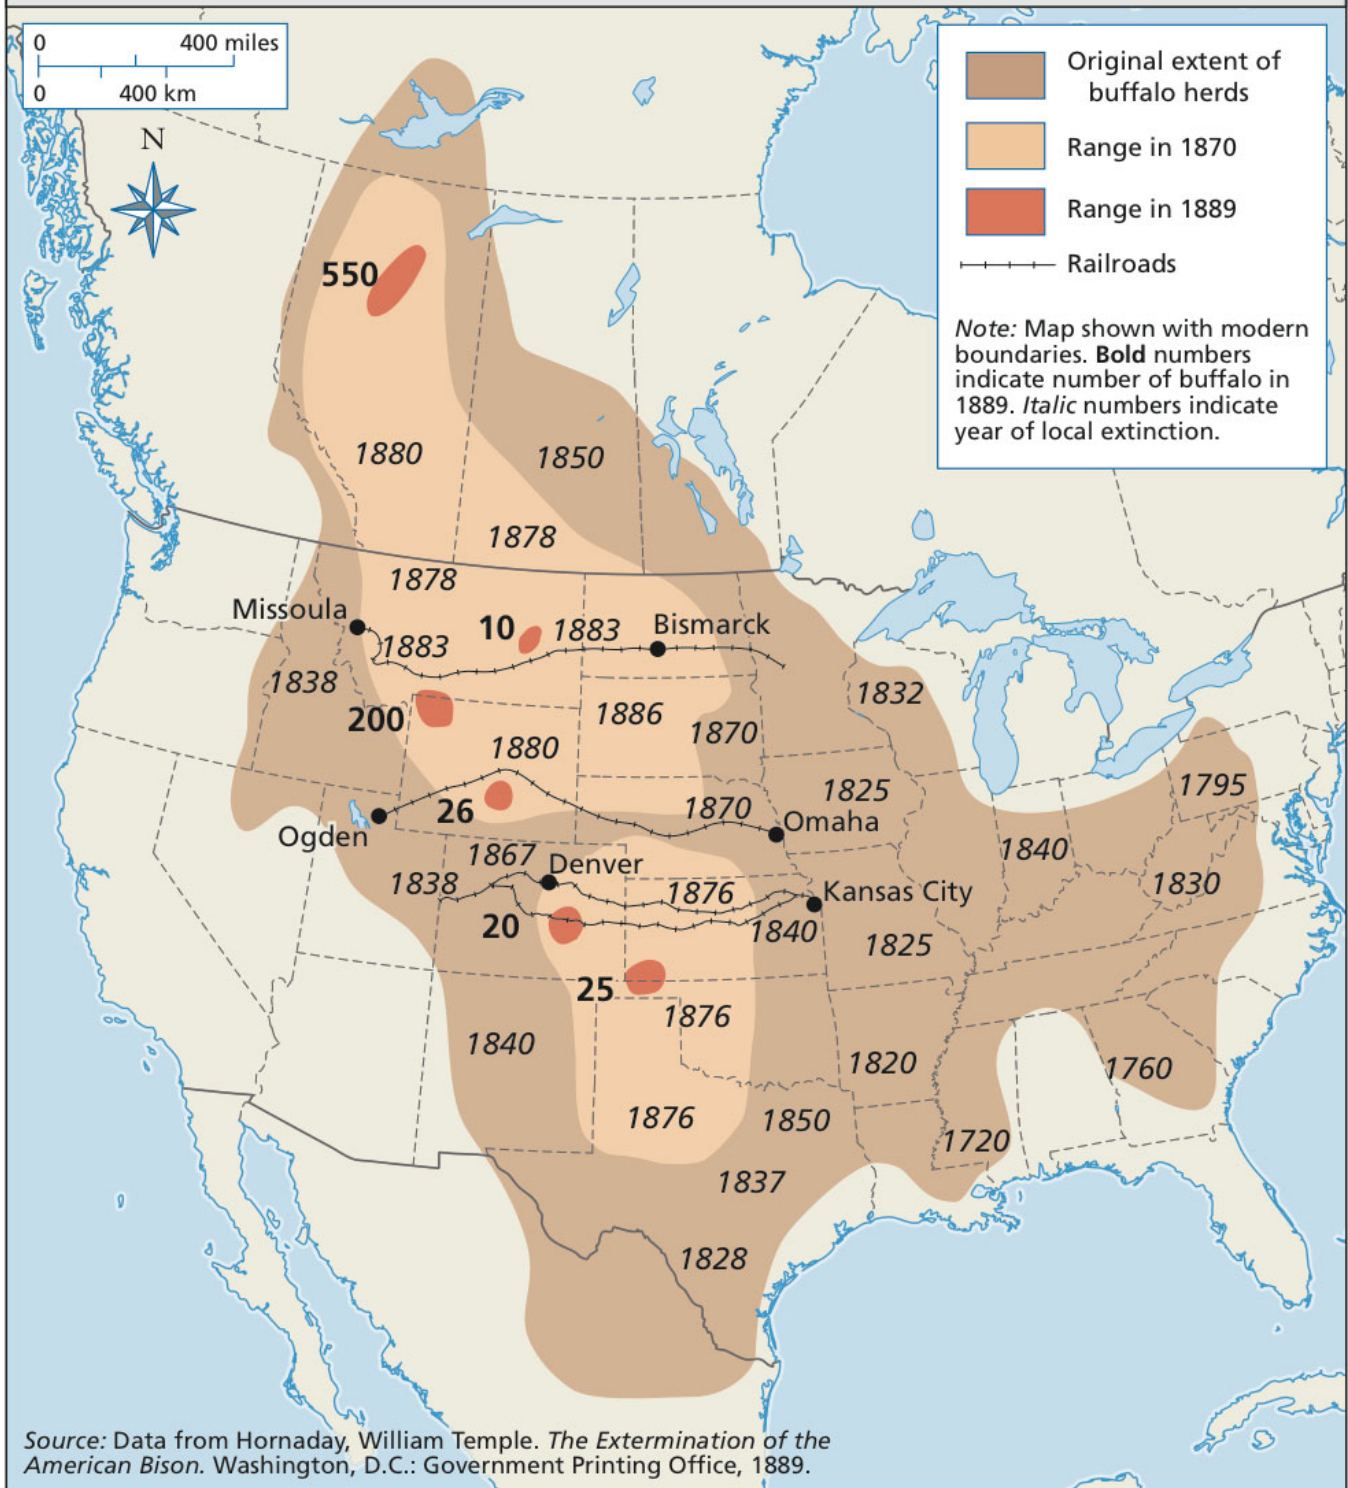 0 400 miles
0 400 km
N
Original extent of
buffalo herds
Range in 1870
Range in 1889
Railroads
Note: Map shown with modern
boundaries. Bold numbers
indicate number of buffalo in
1889. Italic numbers indicate
year of local extinction.
550
1880
1850
1878
1878
Missoula
10
1883
Bismarck
1883
1838
1832
200
1886
1870
1880
1795
1825
26
1870
Omaha
Ogden
1840
1867
Denver
1838
1876
Kansas City
1830
20
1840
1825
25
1876
1840
1820
1760
1876
1850
1720
1837
1828
Source: Data from Hornaday, William Temple. The Extermination of the
American Bison. Washington, D.C.: Government Printing Office, 1889.